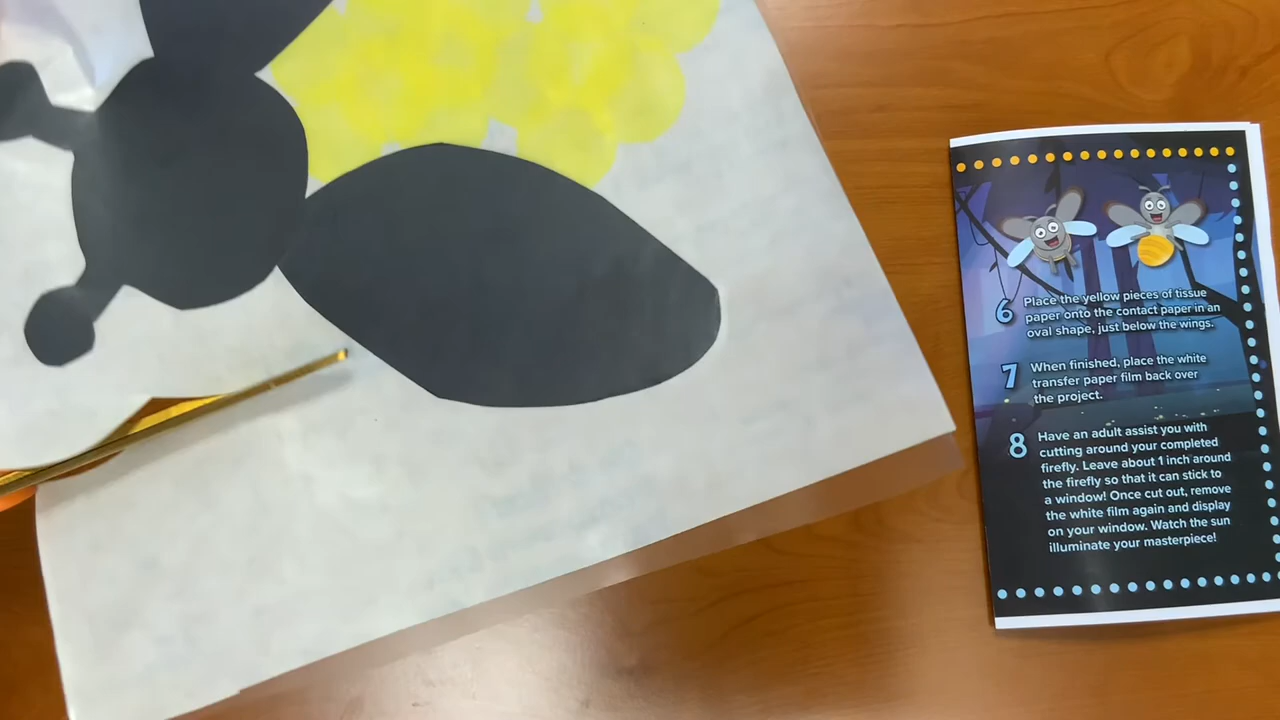 6 Place the yellow pieces of tissue
paper onto the contact paper in an
oval shape, just below the wings.
7 When finished, place the white
transfer paper film back over
the project.
8 Have an adult assist you with
cutting around your completed
firefly. Leave about 1 inch around
the firefly so that it can stick to
a window! Once cut out, remove
the white film again and display
on your window. Watch the sun
illuminate your masterpiece!